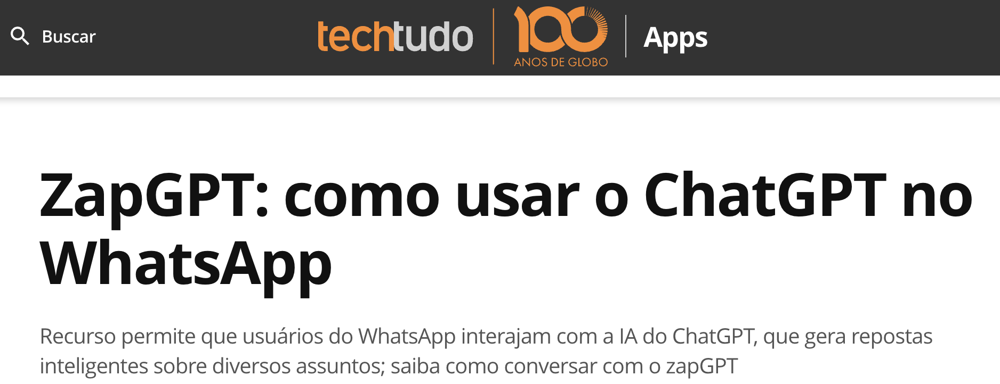 Buscar
techtudo
100
ANOS DE GLOBO
Apps
ZapGPT: como usar o ChatGPT no
WhatsApp
Recurso permite que usuários do WhatsApp interajam com a IA do ChatGPT, que gera repostas
inteligentes sobre diversos assuntos; saiba como conversar com o zapGPT